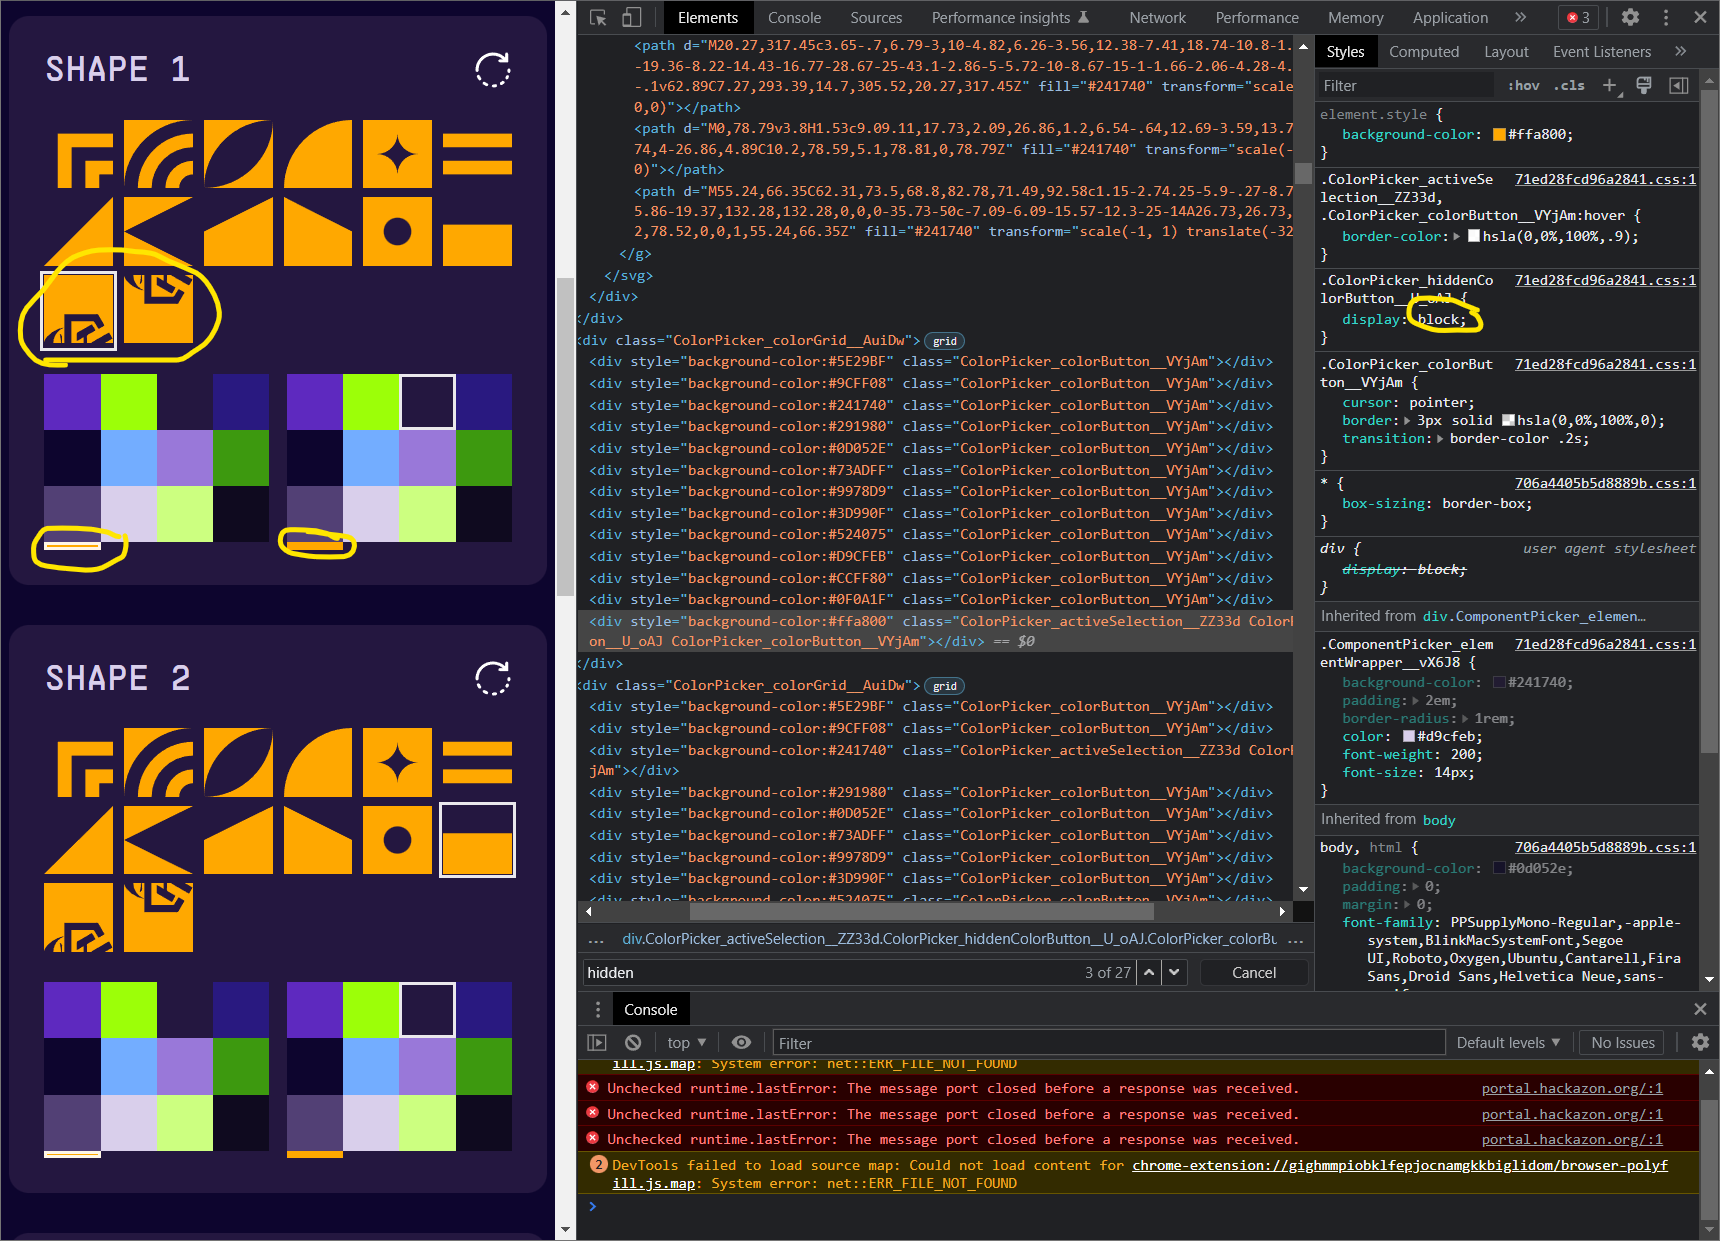 SHAPE 1
SHAPE 2
Elements
Console
Sources
Performance insights
Network
Performance
Memory
Application
3
<path d="M20.27,317.45c3.65-.7,6.79-3,10-4.82,6.26-3.56,12.38-7.41,18.74-10.8-1.
-19.36-8.22-14.43-16.77-28.67-25-43.1-2.86-5-5.72-10-8.67-15-1-1.66-2.06-4.28-4.
-.1v62.89C7.27,293.39,14.7,305.52,20.27,317.45Z" fill="#241740" transform="scale
0,0)"></path>
<path d="M0,78.79v3.8H1.53c9.09.11,17.73,2.09,26.86,1.2,6.54-.64,12.69-3.59,13.7
74,4-26.86,4.89C10.2,78.59,5.1,78.81,0,78.79Z" fill="#241740" transform="scale(-
0)"></path>
<path d="M55.24,66.35C62.31,73.5,68.8,82.78,71.49,92.58c1.15-2.74.25-5.9-.27-8.7
5.86-19.37,132.28,132.28,0,0,0-35.73-50c-7.09-6.09-15.57-12.3-25-14A26.73,26.73,
2,78.52,0,0,1,55.24,66.35Z" fill="#241740" transform="scale(-1, 1) translate(-32
</g>
</svg>
</div>
</div>
<div class="ColorPicker_colorGrid__AuiDw"> grid
<div style="background-color:#5E29BF" class="ColorPicker_colorButton__VYjAm"></div>
<div style="background-color:#9CFF08" class="ColorPicker_colorButton__VYjAm"></div>
<div style="background-color:#241740" class="ColorPicker_colorButton__VYjAm"></div>
<div style="background-color:#291980" class="ColorPicker_colorButton__VYjAm"></div>
<div style="background-color:#0D052E" class="ColorPicker_colorButton__VYjAm"></div>
<div style="background-color:#73ADFF" class="ColorPicker_colorButton__VYjAm"></div>
<div style="background-color:#9978D9" class="ColorPicker_colorButton__VYjAm"></div>
<div style="background-color:#3D990F" class="ColorPicker_colorButton__VYjAm"></div>
<div style="background-color:#524075" class="ColorPicker_colorButton__VYjAm"></div>
<div style="background-color:#D9CFEB" class="ColorPicker_colorButton__VYjAm"></div>
<div style="background-color:#CCFF80" class="ColorPicker_colorButton__VYjAm"></div>
<div style="background-color:#0F0A1F" class="ColorPicker_colorButton__VYjAm"></div>
<div style="background-color:#ffa800" class="ColorPicker_activeSelection__ZZ33d Color
on__U_oAJ ColorPicker_colorButton__VYjAm"></div> == $0
</div>
<div class="ColorPicker_colorGrid__AuiDw"> grid
<div style="background-color:#5E29BF" class="ColorPicker_colorButton__VYjAm"></div>
<div style="background-color:#9CFF08" class="ColorPicker_colorButton__VYjAm"></div>
<div style="background-color:#241740" class="ColorPicker_activeSelection__ZZ33d Color
jAm"></div>
<div style="background-color:#291980" class="ColorPicker_colorButton__VYjAm"></div>
<div style="background-color:#0D052E" class="ColorPicker_colorButton__VYjAm"></div>
<div style="background-color:#73ADFF" class="ColorPicker_colorButton__VYjAm"></div>
<div style="background-color:#9978D9" class="ColorPicker_colorButton__VYjAm"></div>
<div style="background-color:#3D990F" class="ColorPicker_colorButton__VYjAm"></div>
<div style="background-color:#524075" class="ColorPicker_colorButton__VYjAm"></div>
... div.ColorPicker_activeSelection__ZZ33d.ColorPicker_hiddenColorButton__U_oAJ.ColorPicker_colorBu ...
hidden
3 of 27
Cancel
Styles
Computed
Layout
Event Listeners
Filter
:hov
.cls
element.style {
background-color: #ffa800;
}
.ColorPicker_activeSe 71ed28fcd96a2841.css:1
lection__ZZ33d,
.ColorPicker_colorButton__VYjAm:hover {
border-color: hsla(0,0%,100%,.9);
}
.ColorPicker_hiddenCo 71ed28fcd96a2841.css:1
lorButton__U_oAJ {
display: block;
}
.ColorPicker_colorBut 71ed28fcd96a2841.css:1
ton__VYjAm {
cursor: pointer;
border: 3px solid hsla(0,0%,100%,0);
transition: border-color .2s;
}
* { 706a4405b5d8889b.css:1
box-sizing: border-box;
}
div { user agent stylesheet
display: block;
}
Inherited from div.ComponentPicker_elemen…
.ComponentPicker_elem 71ed28fcd96a2841.css:1
entWrapper__vX6J8 {
background-color: #241740;
padding: 2em;
border-radius: 1rem;
color: #d9cfeb;
font-weight: 200;
font-size: 14px;
}
Inherited from body
body, html { 706a4405b5d8889b.css:1
background-color: #0d052e;
padding: 0;
margin: 0;
font-family: PPSupplyMono-Regular,-apple-
system,BlinkMacSystemFont,Segoe
UI,Roboto,Oxygen,Ubuntu,Cantarell,Fira
Sans,Droid Sans,Helvetica Neue,sans-
Console
top
Filter
Default levels
No Issues
ill.js.map: System error: net::ERR_FILE_NOT_FOUND
Unchecked runtime.lastError: The message port closed before a response was received. portal.hackazon.org/:1
Unchecked runtime.lastError: The message port closed before a response was received. portal.hackazon.org/:1
Unchecked runtime.lastError: The message port closed before a response was received. portal.hackazon.org/:1
2 DevTools failed to load source map: Could not load content for chrome-extension://gighmmpiobklfepjocnamgkkbiglidom/browser-polyf
ill.js.map: System error: net::ERR_FILE_NOT_FOUND